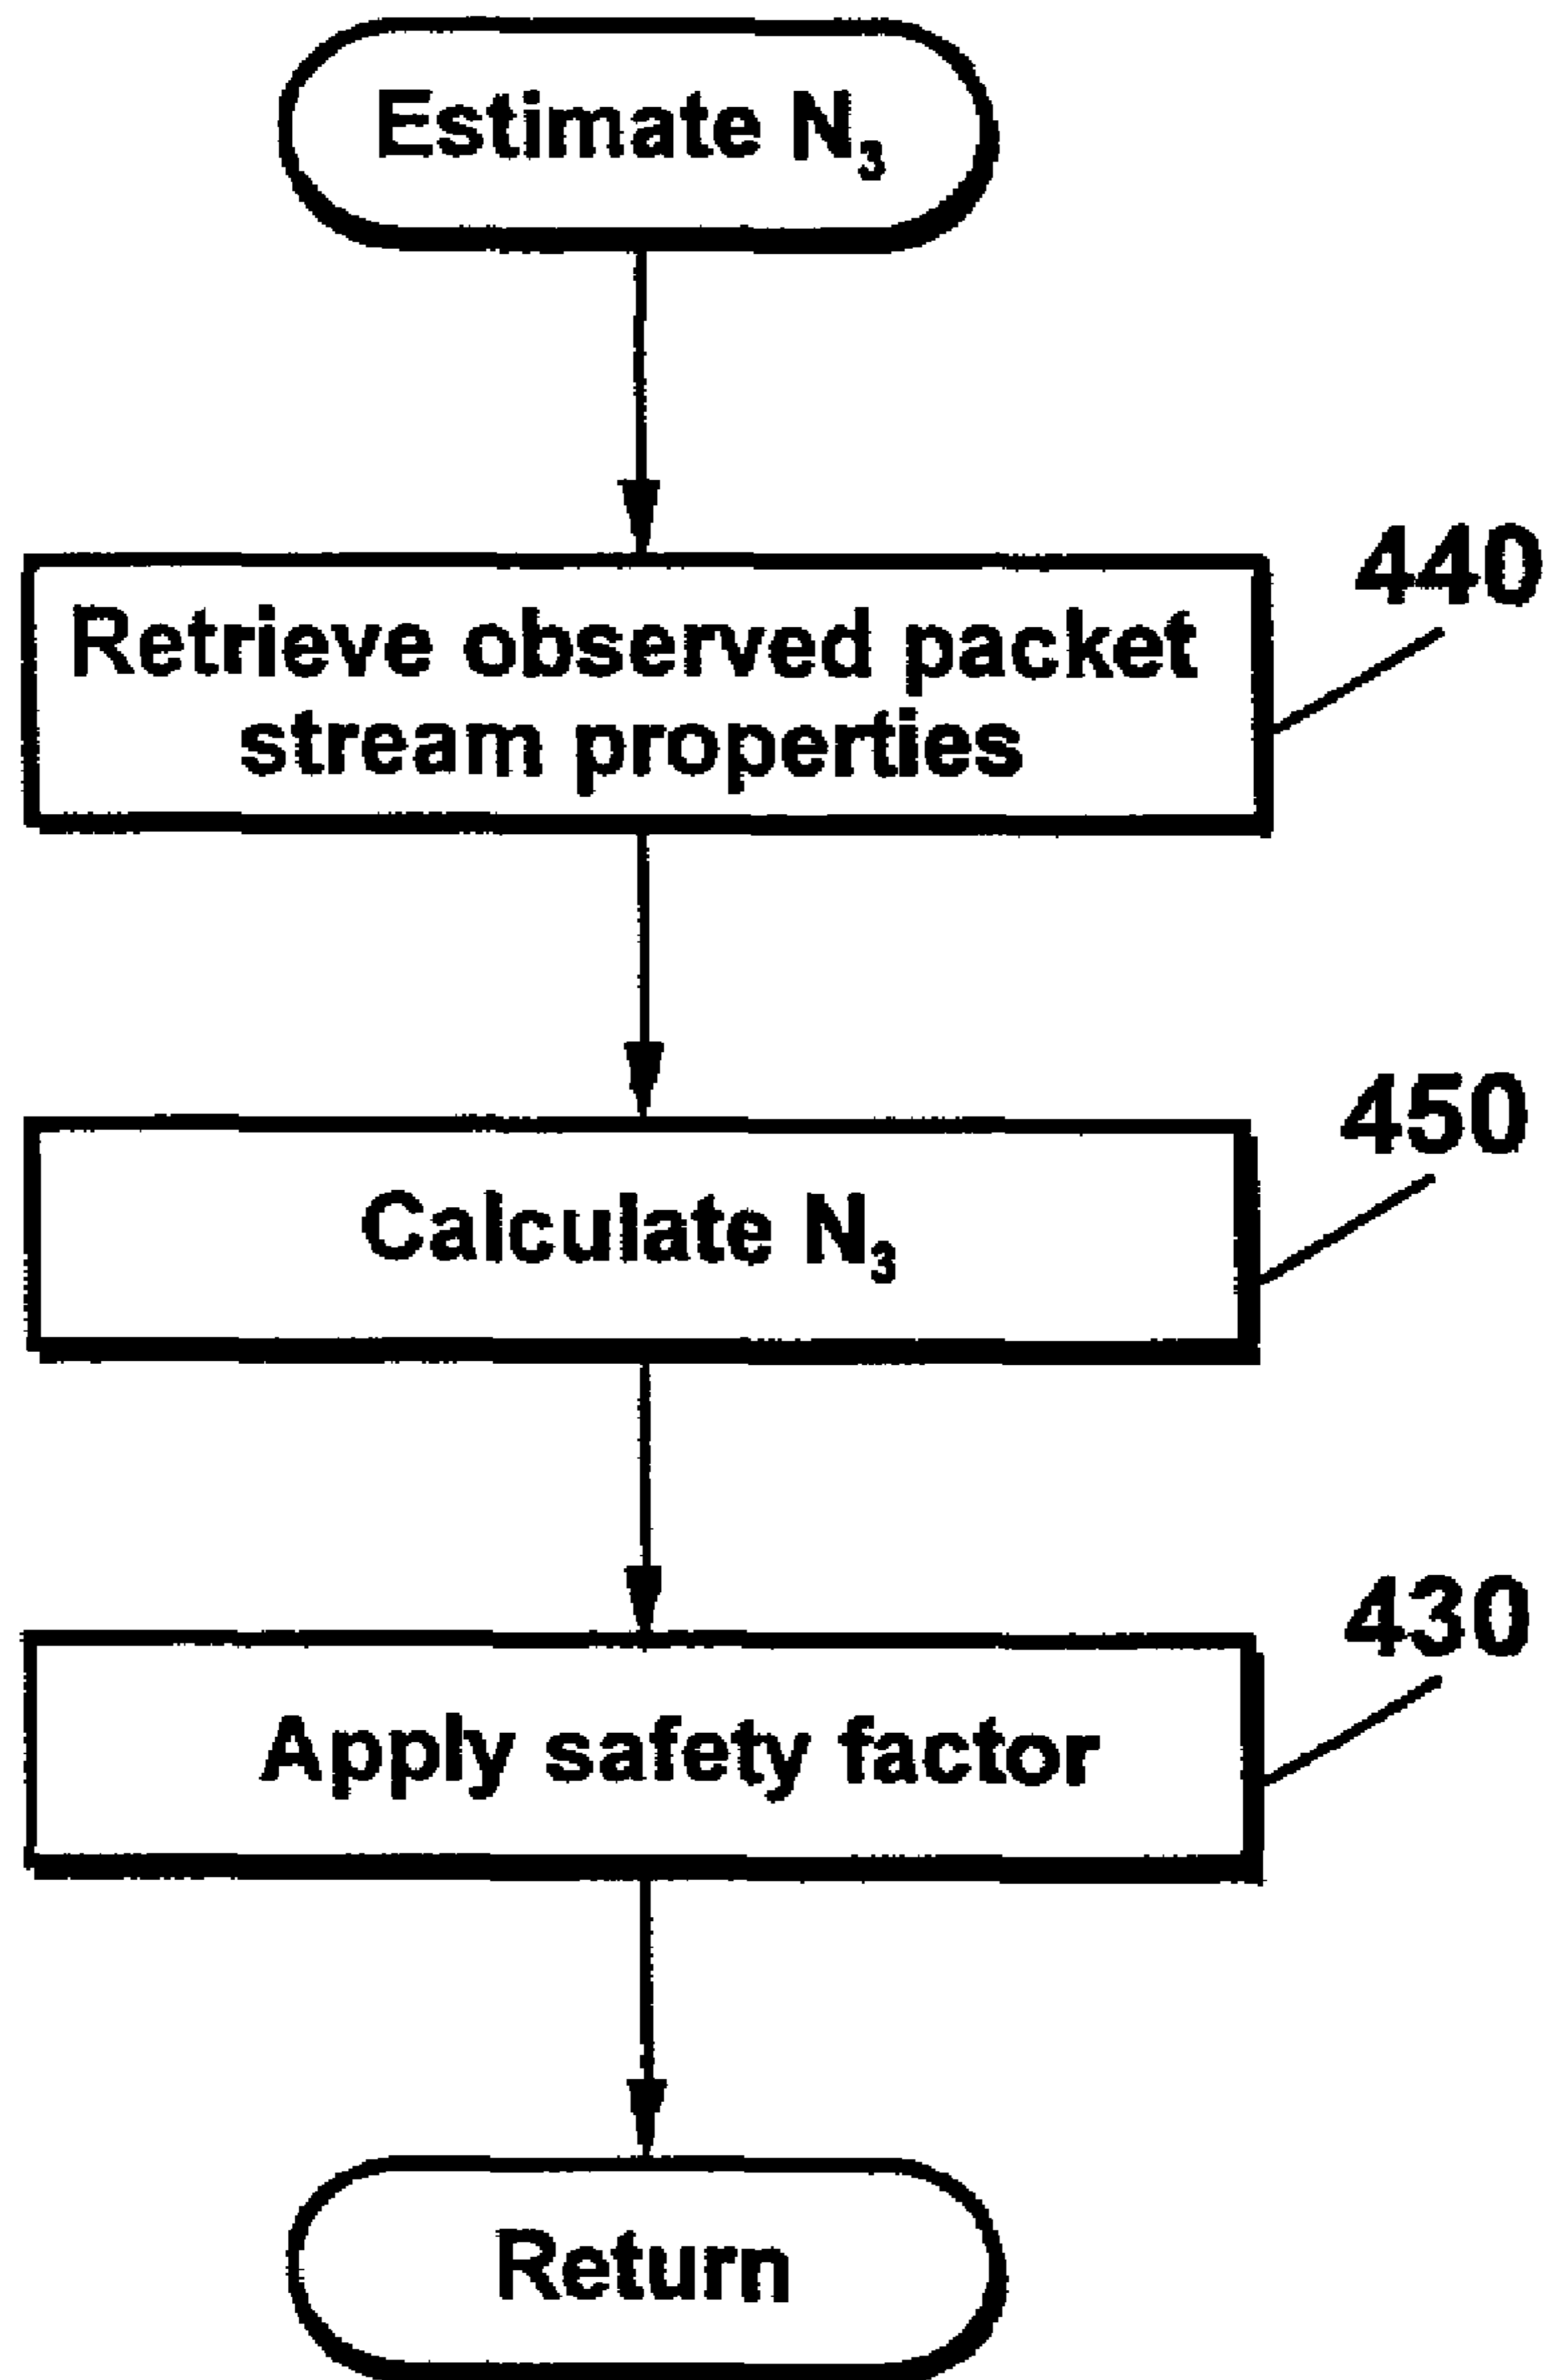 Estimate N₃
440
Retrieve observed packet
stream properties
450
Calculate N₃
430
Apply safety factor
Return